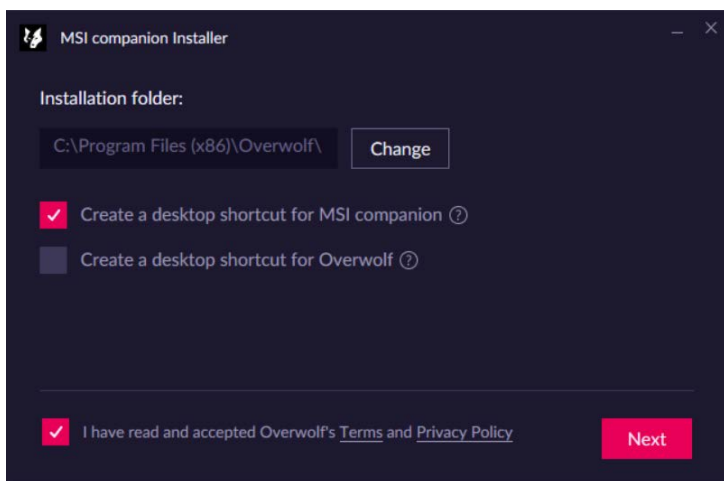 MSI companion Installer
Installation folder:
C:\Program Files (x86)\Overwolf\
Change
Create a desktop shortcut for MSI companion
Create a desktop shortcut for Overwolf
I have read and accepted Overwolf's Terms and Privacy Policy
Next